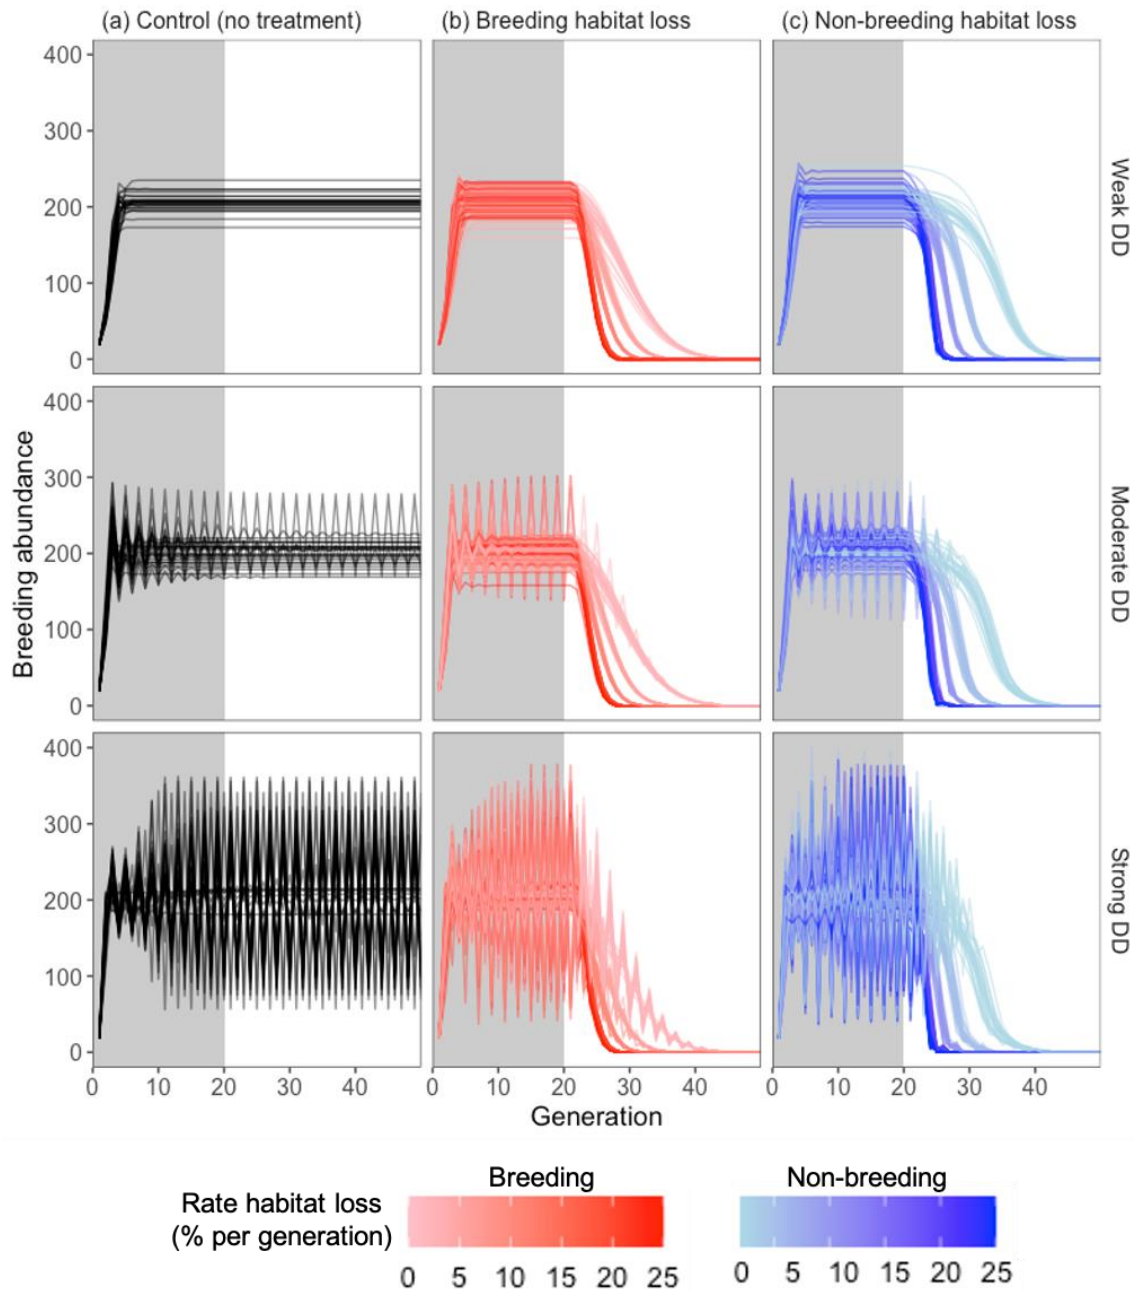 (a) Control (no treatment)
(b) Breeding habitat loss
(c) Non-breeding habitat loss
400
300
200
100
0
Weak DD
400
300
200
100
0
Moderate DD
400
300
200
100
0
Strong DD
Breeding abundance
0 10 20 30 40
0 10 20 30 40
0 10 20 30 40
Generation
Rate habitat loss
(% per generation)
Breeding
0 5 10 15 20 25
Non-breeding
0 5 10 15 20 25